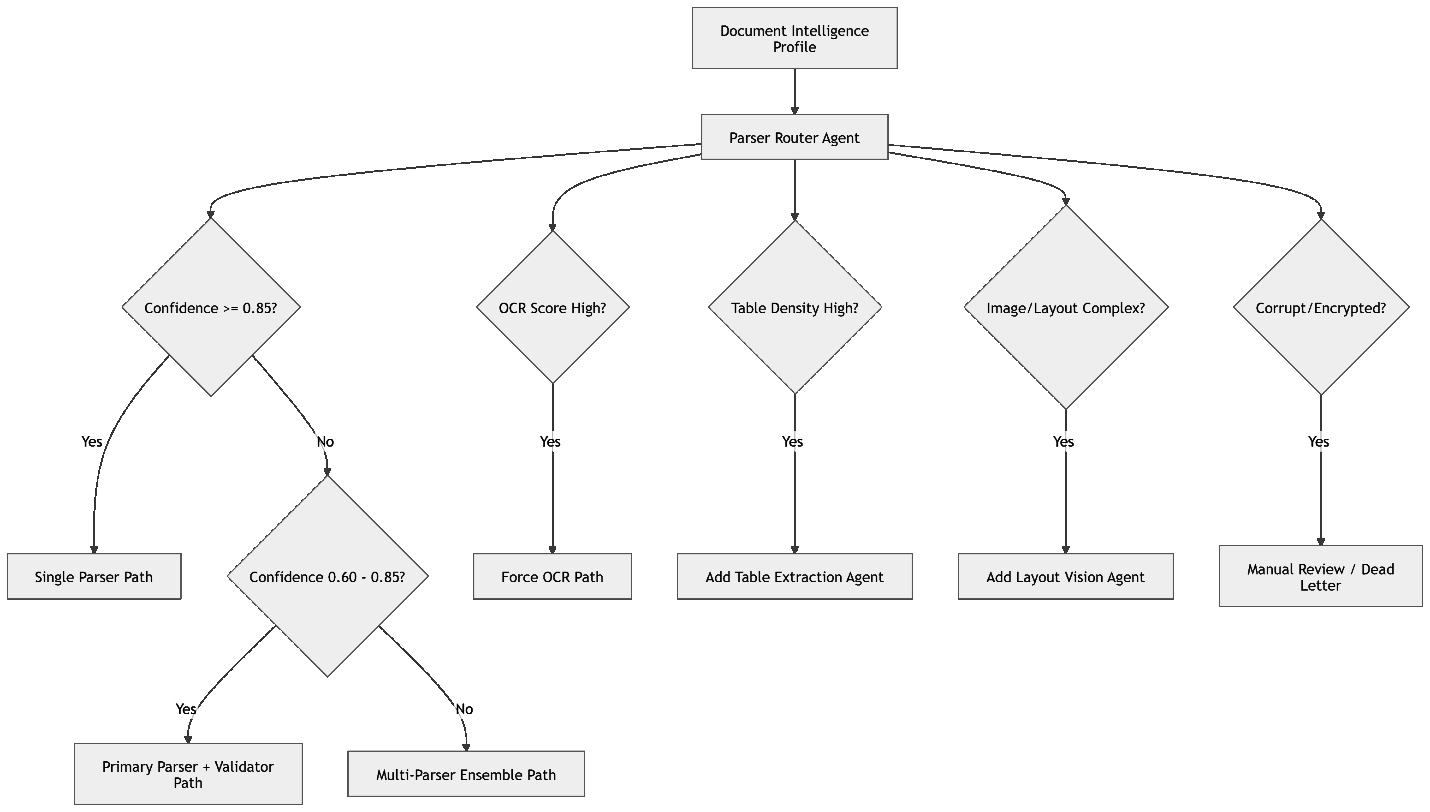 Document Intelligence
Profile
Parser Router Agent
Confidence >= 0.85?
OCR Score High?
Table Density High?
Image/Layout Complex?
Corrupt/Encrypted?
Yes
No
Yes
Yes
Yes
Yes
Single Parser Path
Confidence 0.60 - 0.85?
Force OCR Path
Add Table Extraction Agent
Add Layout Vision Agent
Manual Review / Dead
Letter
Yes
No
Primary Parser + Validator
Path
Multi-Parser Ensemble Path